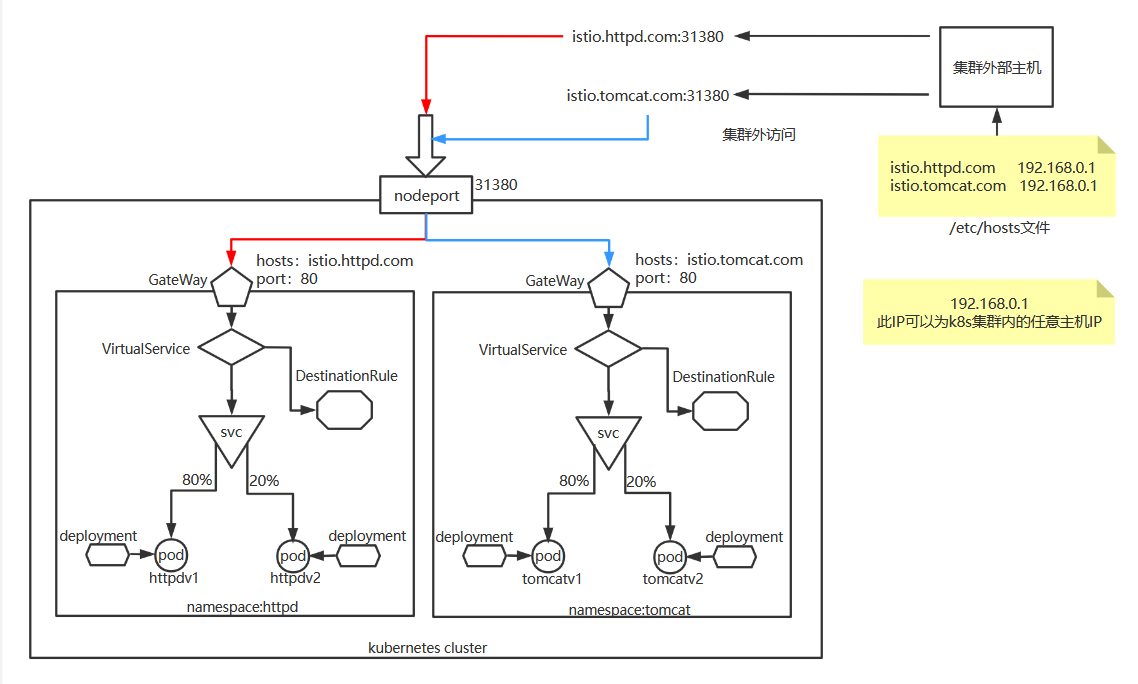 istio.httpd.com:31380
集群外部主机
istio.tomcat.com:31380
集群外访问
istio.httpd.com 192.168.0.1
istio.tomcat.com 192.168.0.1
/etc/hosts文件
nodeport
31380
hosts：istio.httpd.com
port：80
GateWay
hosts：istio.tomcat.com
port：80
GateWay
192.168.0.1
此IP可以为k8s集群内的任意主机IP
VirtualService
DestinationRule
svc
80%
20%
deployment
deployment
pod
pod
httpdv1
httpdv2
namespace:httpd
VirtualService
DestinationRule
svc
80%
20%
deployment
deployment
pod
pod
tomcatv1
tomcatv2
namespace:tomcat
kubernetes cluster